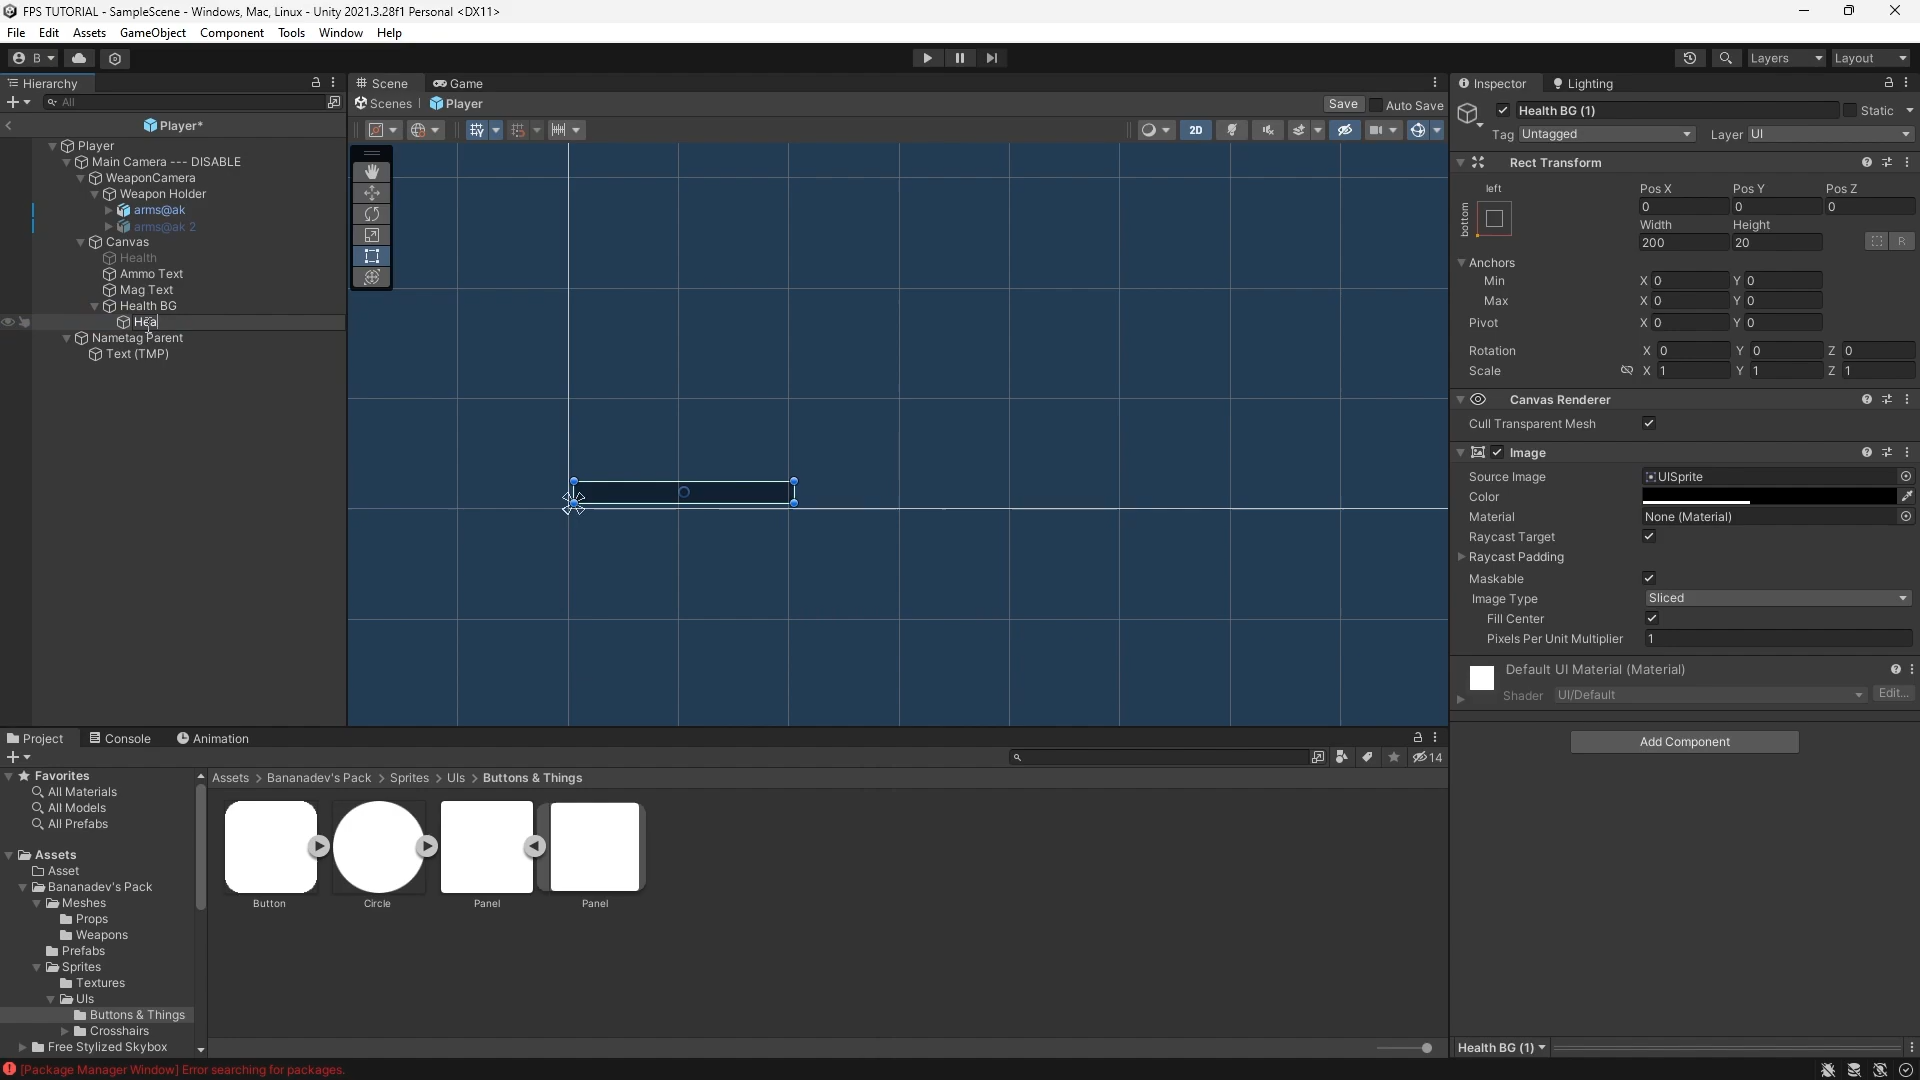 FPS TUTORIAL - SampleScene - Windows, Mac, Linux - Unity 2021.3.28f1 Personal <DX11>
File Edit Assets GameObject Component Tools Window Help
B Layers Layout
Hierarchy
All
Player*
Player
Main Camera --- DISABLE
WeaponCamera
Weapon Holder
arms@ak
arms@ak 2
Canvas
Health
Ammo Text
Mag Text
Health BG
Hea
Nametag Parent
Text (TMP)
Scene Game
Scenes Player Save Auto Save
2D
Inspector Lighting
Health BG (1) Static
Tag Untagged Layer UI
Rect Transform
left
bottom
Pos X Pos Y Pos Z
0 0 0
Width Height
200 20 R
Anchors
Min X 0 Y 0
Max X 0 Y 0
Pivot X 0 Y 0
Rotation X 0 Y 0 Z 0
Scale X 1 Y 1 Z 1
Canvas Renderer
Cull Transparent Mesh
Image
Source Image UISprite
Color
Material None (Material)
Raycast Target
Raycast Padding
Maskable
Image Type Sliced
Fill Center
Pixels Per Unit Multiplier 1
Default UI Material (Material)
Shader UI/Default Edit...
Add Component
Health BG (1)
Project Console Animation
14
Favorites
All Materials
All Models
All Prefabs
Assets
Asset
Bananadev's Pack
Meshes
Props
Weapons
Prefabs
Sprites
Textures
UIs
Buttons & Things
Crosshairs
Free Stylized Skybox
Assets > Bananadev's Pack > Sprites > UIs > Buttons & Things
Button Circle Panel Panel
[Package Manager Window] Error searching for packages.